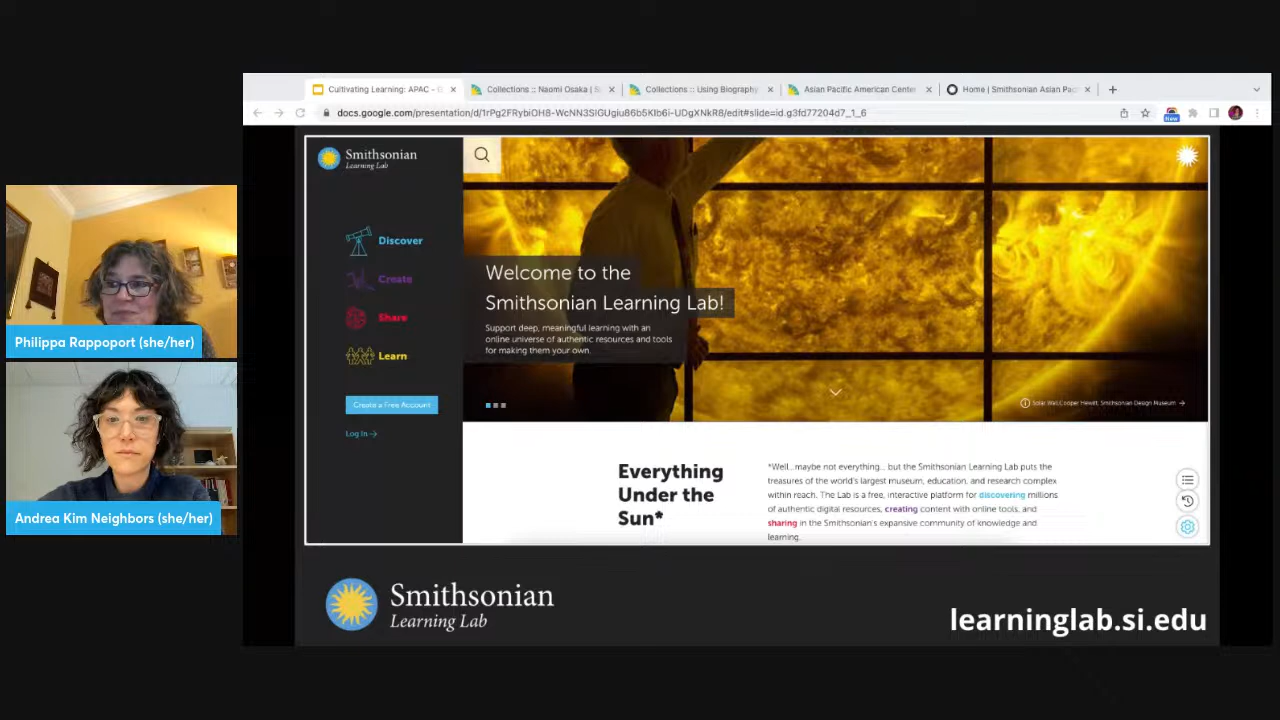 Cultivating Learning: APAC - G
Collections :: Naomi Osaka | S
Collections :: Using Biography
Asian Pacific American Center
Home | Smithsonian Asian Paci
docs.google.com/presentation/d/1rPg2FRybiOH8-WcNN3SIGUgiu86b5KIb6i-UDgXNkR8/edit#slide=id.g3fd77204d7_1_6
New
Smithsonian
Learning Lab
Discover
Create
Share
Learn
Create a Free Account
Log In →
Welcome to the
Smithsonian Learning Lab!
Support deep, meaningful learning with an
online universe of authentic resources and tools
for making them your own.
Solar Wall, Cooper Hewitt, Smithsonian Design Museum →
Everything
Under the
Sun*
*Well...maybe not everything... but the Smithsonian Learning Lab puts the
treasures of the world's largest museum, education, and research complex
within reach. The Lab is a free, interactive platform for discovering millions
of authentic digital resources, creating content with online tools, and
sharing in the Smithsonian's expansive community of knowledge and
learning.
Smithsonian
Learning Lab
learninglab.si.edu
Philippa Rappoport (she/her)
Andrea Kim Neighbors (she/her)